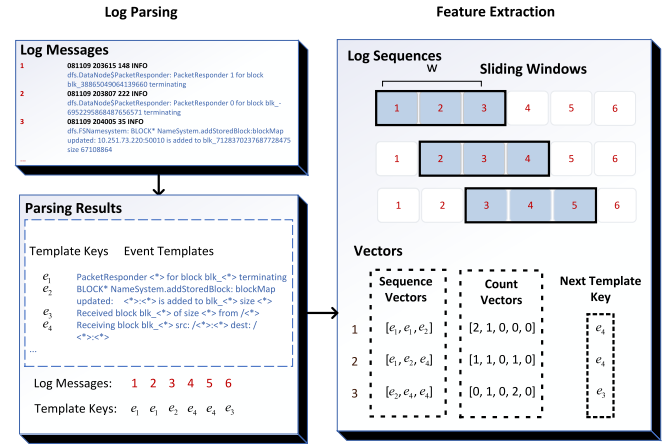 Log Parsing
Feature Extraction
Log Messages
1 081109 203615 148 INFO
dfs.DataNode$PacketResponder: PacketResponder 1 for block
blk_38865049064139660 terminating
2 081109 203807 222 INFO
dfs.DataNode$PacketResponder: PacketResponder 0 for block blk_-
6952295868487656571 terminating
3 081109 204005 35 INFO
dfs.FSNamesystem: BLOCK* NameSystem.addStoredBlock:blockMap
updated: 10.251.73.220:50010 is added to blk_7128370237687728475
size 67108864
...
Parsing Results
Template Keys Event Templates
e1 PacketResponder <*> for block blk_<*> terminating
e2 BLOCK* NameSystem.addStoredBlock: blockMap
updated: <*>:<*> is added to blk_<*> size <*>
e3 Received block blk_<*> of size <*> from /<*>
e4 Receiving block blk_<*> src: /<*>:<*> dest: /
<*>:<*>
...
Log Messages: 1 2 3 4 5 6
Template Keys: e1 e1 e2 e4 e4 e3
Log Sequences
W
Sliding Windows
1 2 3 4 5 6
1 2 3 4 5 6
1 2 3 4 5 6
Vectors
Sequence
Vectors
Count
Vectors
Next Template
Key
1 [e1, e1, e2] [2, 1, 0, 0, 0] e4
2 [e1, e2, e4] [1, 1, 0, 1, 0] e4
3 [e2, e4, e4] [0, 1, 0, 2, 0] e3